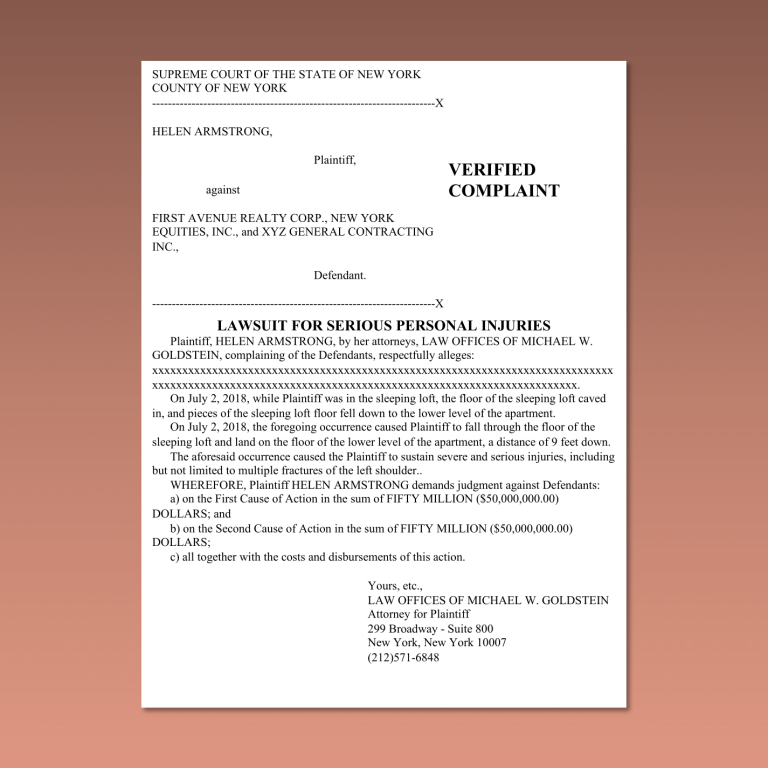 SUPREME COURT OF THE STATE OF NEW YORK
COUNTY OF NEW YORK
------------------------------------------------------------------------X
HELEN ARMSTRONG,
Plaintiff,
VERIFIED
COMPLAINT
against
FIRST AVENUE REALTY CORP., NEW YORK
EQUITIES, INC., and XYZ GENERAL CONTRACTING
INC.,
Defendant.
------------------------------------------------------------------------X
LAWSUIT FOR SERIOUS PERSONAL INJURIES
Plaintiff, HELEN ARMSTRONG, by her attorneys, LAW OFFICES OF MICHAEL W.
GOLDSTEIN, complaining of the Defendants, respectfully alleges:
xxxxxxxxxxxxxxxxxxxxxxxxxxxxxxxxxxxxxxxxxxxxxxxxxxxxxxxxxxxxxxxxxxxxxxxxxxxxx
xxxxxxxxxxxxxxxxxxxxxxxxxxxxxxxxxxxxxxxxxxxxxxxxxxxxxxxxxxxxxxxxxxxxxxx.
On July 2, 2018, while Plaintiff was in the sleeping loft, the floor of the sleeping loft caved
in, and pieces of the sleeping loft floor fell down to the lower level of the apartment.
On July 2, 2018, the foregoing occurrence caused Plaintiff to fall through the floor of the
sleeping loft and land on the floor of the lower level of the apartment, a distance of 9 feet down.
The aforesaid occurrence caused the Plaintiff to sustain severe and serious injuries, including
but not limited to multiple fractures of the left shoulder..
WHEREFORE, Plaintiff HELEN ARMSTRONG demands judgment against Defendants:
a) on the First Cause of Action in the sum of FIFTY MILLION ($50,000,000.00)
DOLLARS; and
b) on the Second Cause of Action in the sum of FIFTY MILLION ($50,000,000.00)
DOLLARS;
c) all together with the costs and disbursements of this action.
Yours, etc.,
LAW OFFICES OF MICHAEL W. GOLDSTEIN
Attorney for Plaintiff
299 Broadway - Suite 800
New York, New York 10007
(212)571-6848